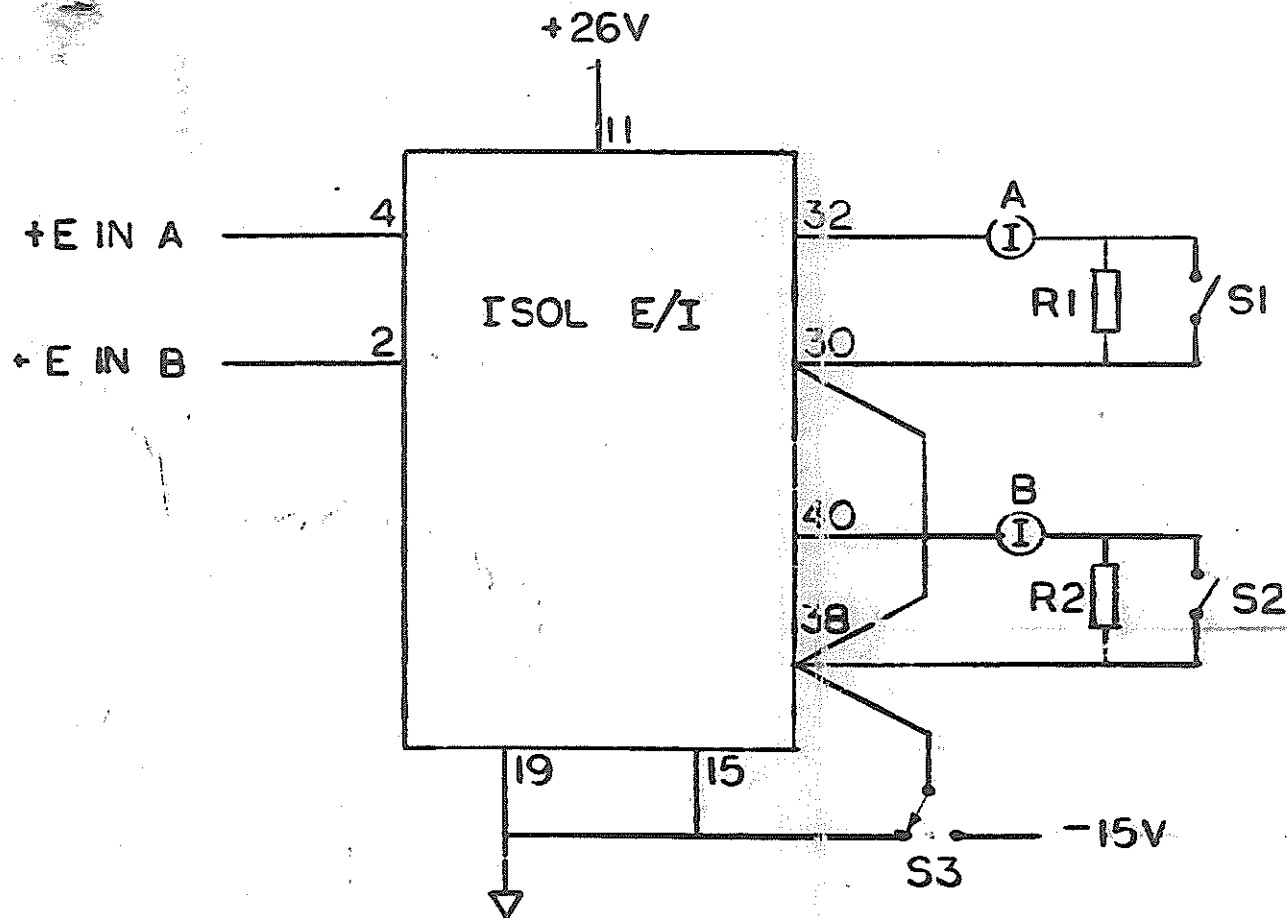 +26V
11
+E IN A
4
32
A
I
R1
S1
ISOL E/I
+ E IN B
2
30
40
B
I
R2
S2
38
19
15
-15V
S3